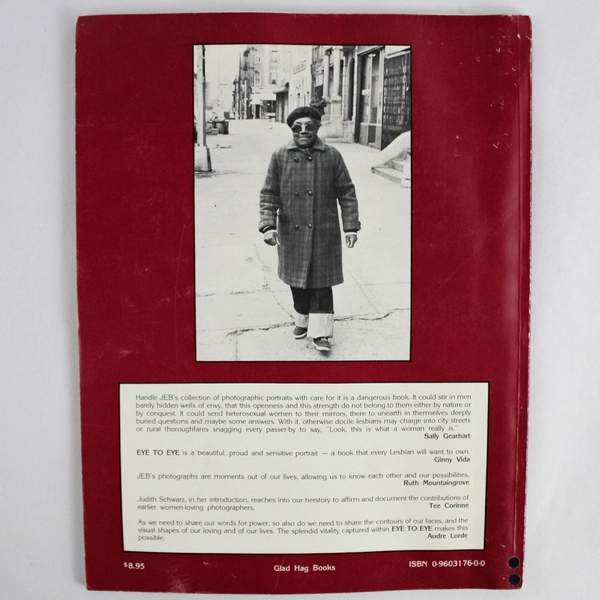 Handle JEB's collection of photographic portraits with care for it is a dangerous book. It could stir in men
barely hidden wells of envy, that this openness and this strength do not belong to them either by nature or
by conquest. It could send heterosexual women to their mirrors, there to unearth in themselves deeply
buried questions and maybe some answers. With it, otherwise docile lesbians may charge into city streets
or rural thoroughfares snagging every passer-by to say, "Look, this is what a woman really is."
Sally Gearhart
EYE TO EYE is a beautiful, proud and sensitive portrait — a book that every Lesbian will want to own.
Ginny Vida
JEB's photographs are moments out of our lives, allowing us to know each other and our possibilities.
Ruth Mountaingrove
Judith Schwarz, in her introduction, reaches into our herstory to affirm and document the contributions of
earlier women-loving photographers.
Tee Corinne
As we need to share our words for power, so also do we need to share the contours of our faces, and the
visual shapes of our loving and of our lives. The splendid vitality captured within EYE TO EYE makes this
possible.
Audre Lorde
$8.95
Glad Hag Books
ISBN 0-9603176-0-0